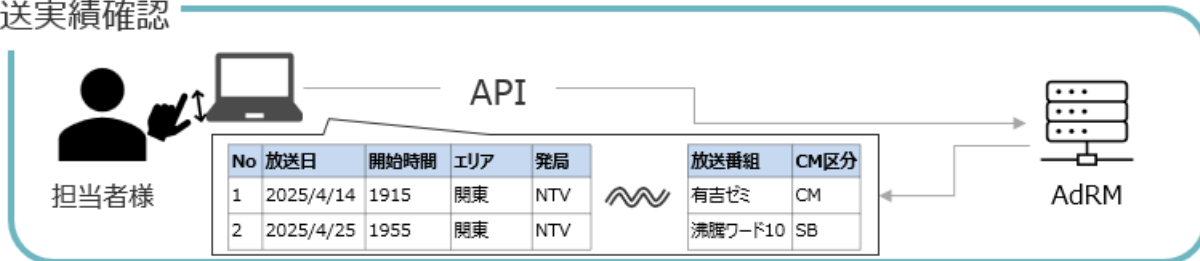 送実績確認
API
担当者様
AdRM
No 放送日 開始時間 エリア 発局 放送番組 CM区分
1 2025/4/14 1915 関東 NTV 有吉ゼミ CM
2 2025/4/25 1955 関東 NTV 沸騰ワード10 SB